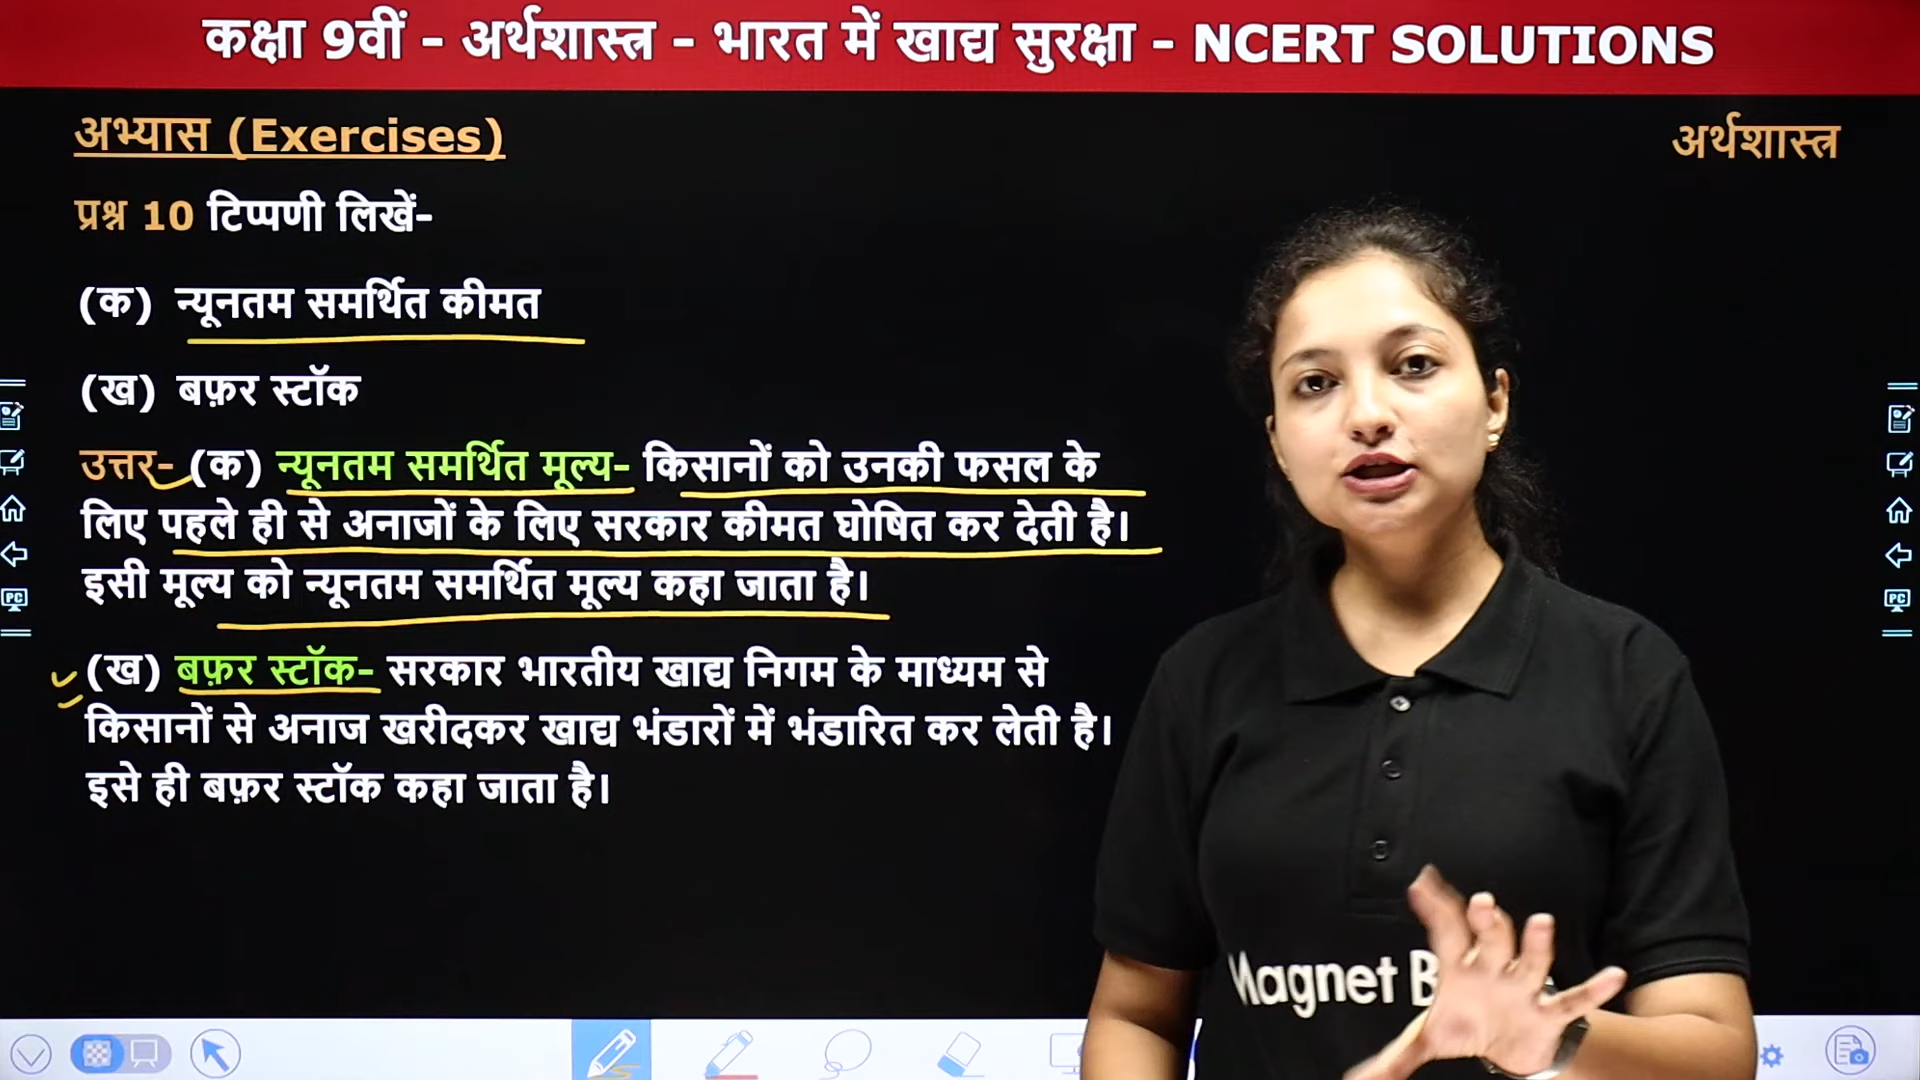 कक्षा 9वीं - अर्थशास्त्र - भारत में खाद्य सुरक्षा - NCERT SOLUTIONS
अभ्यास (Exercises)
अर्थशास्त्र
प्रश्न 10 टिप्पणी लिखें-
(क) न्यूनतम समर्थित कीमत
(ख) बफ़र स्टॉक
उत्तर- (क) न्यूनतम समर्थित मूल्य- किसानों को उनकी फसल के
लिए पहले ही से अनाजों के लिए सरकार कीमत घोषित कर देती है।
इसी मूल्य को न्यूनतम समर्थित मूल्य कहा जाता है।
(ख) बफ़र स्टॉक- सरकार भारतीय खाद्य निगम के माध्यम से
किसानों से अनाज खरीदकर खाद्य भंडारों में भंडारित कर लेती है।
इसे ही बफ़र स्टॉक कहा जाता है।
PC
PC
Magnet B